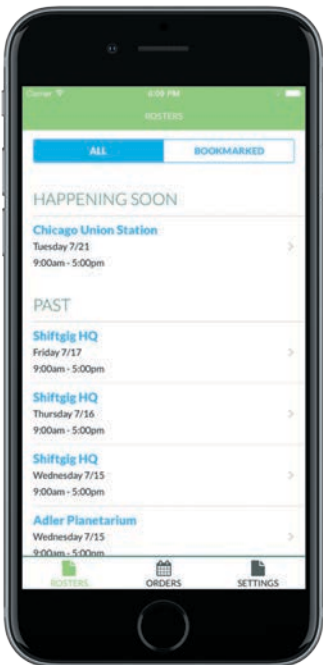 Carrier
6:09 PM
ROSTERS
ALL
BOOKMARKED
HAPPENING SOON
Chicago Union Station
Tuesday 7/21
9:00am - 5:00pm
PAST
Shiftgig HQ
Friday 7/17
9:00am - 5:00pm
Shiftgig HQ
Thursday 7/16
9:00am - 5:00pm
Shiftgig HQ
Wednesday 7/15
9:00am - 5:00pm
Adler Planetarium
Wednesday 7/15
9:00am - 5:00pm
ROSTERS
ORDERS
SETTINGS